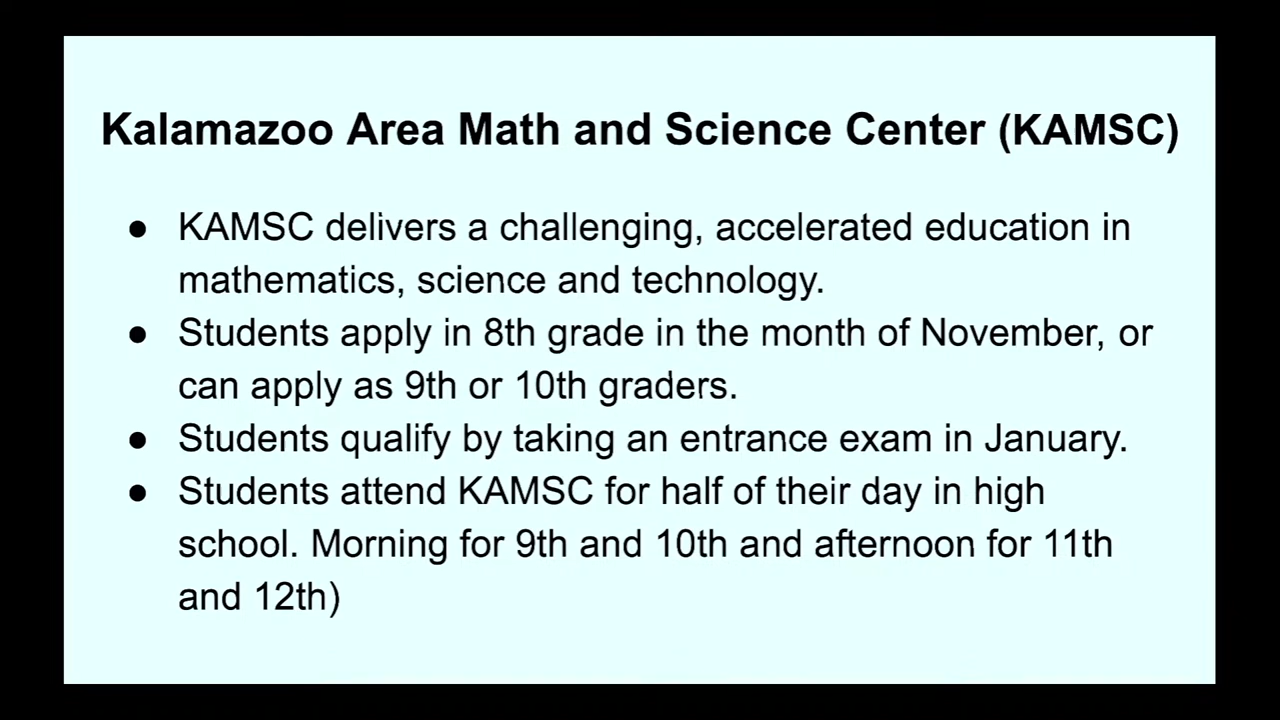 Kalamazoo Area Math and Science Center (KAMSC)
● KAMSC delivers a challenging, accelerated education in
mathematics, science and technology.
● Students apply in 8th grade in the month of November, or
can apply as 9th or 10th graders.
● Students qualify by taking an entrance exam in January.
● Students attend KAMSC for half of their day in high
school. Morning for 9th and 10th and afternoon for 11th
and 12th)